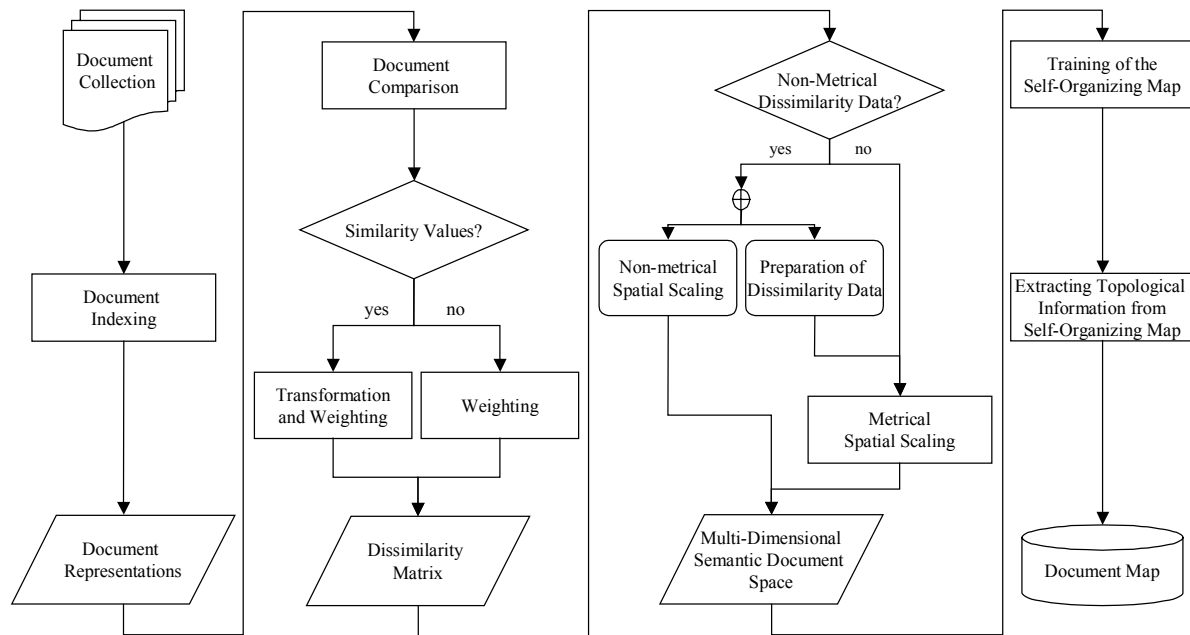 Document
Collection
Document
Indexing
Document
Representations
Document
Comparison
Similarity Values?
yes
no
Transformation
and Weighting
Weighting
Dissimilarity
Matrix
Non-Metrical
Dissimilarity Data?
yes
no
Non-metrical
Spatial Scaling
Preparation of
Dissimilarity Data
Metrical
Spatial Scaling
Multi-Dimensional
Semantic Document
Space
Training of the
Self-Organizing Map
Extracting Topological
Information from
Self-Organizing Map
Document Map